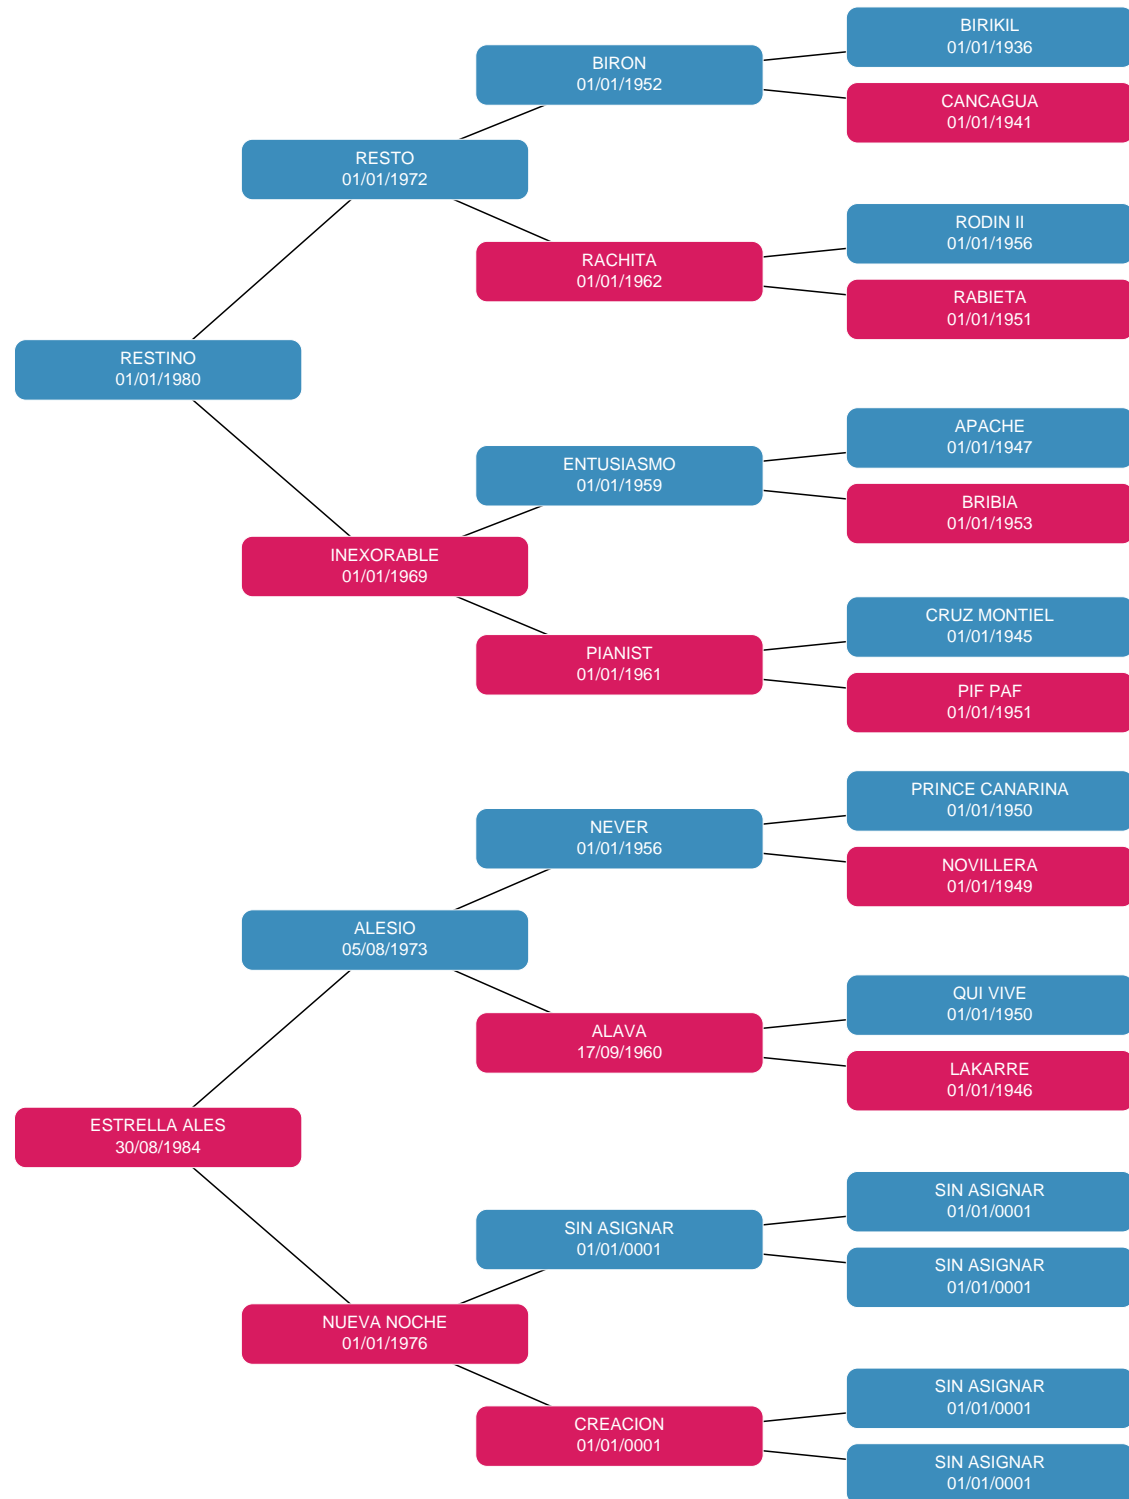 BIRIKIL
01/01/1936
BIRON
01/01/1952
CANCAGUA
01/01/1941
RESTO
01/01/1972
RODIN II
01/01/1956
RACHITA
01/01/1962
RABIETA
01/01/1951
RESTINO
01/01/1980
APACHE
01/01/1947
ENTUSIASMO
01/01/1959
BRIBIA
01/01/1953
INEXORABLE
01/01/1969
CRUZ MONTIEL
01/01/1945
PIANIST
01/01/1961
PIF PAF
01/01/1951
PRINCE CANARINA
01/01/1950
NEVER
01/01/1956
NOVILLERA
01/01/1949
ALESIO
05/08/1973
QUI VIVE
01/01/1950
ALAVA
17/09/1960
LAKARRE
01/01/1946
ESTRELLA ALES
30/08/1984
SIN ASIGNAR
01/01/0001
SIN ASIGNAR
01/01/0001
SIN ASIGNAR
01/01/0001
NUEVA NOCHE
01/01/1976
SIN ASIGNAR
01/01/0001
CREACION
01/01/0001
SIN ASIGNAR
01/01/0001